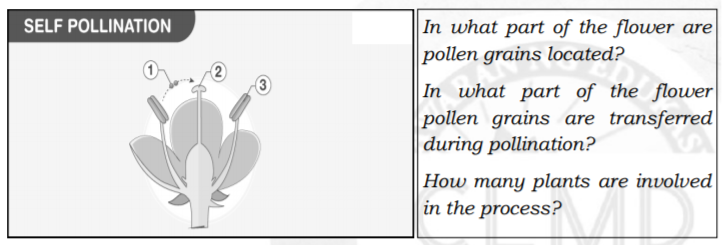 SELF POLLINATION
1
2
3
In what part of the flower are
pollen grains located?
In what part of the flower
pollen grains are transferred
during pollination?
How many plants are involved
in the process?